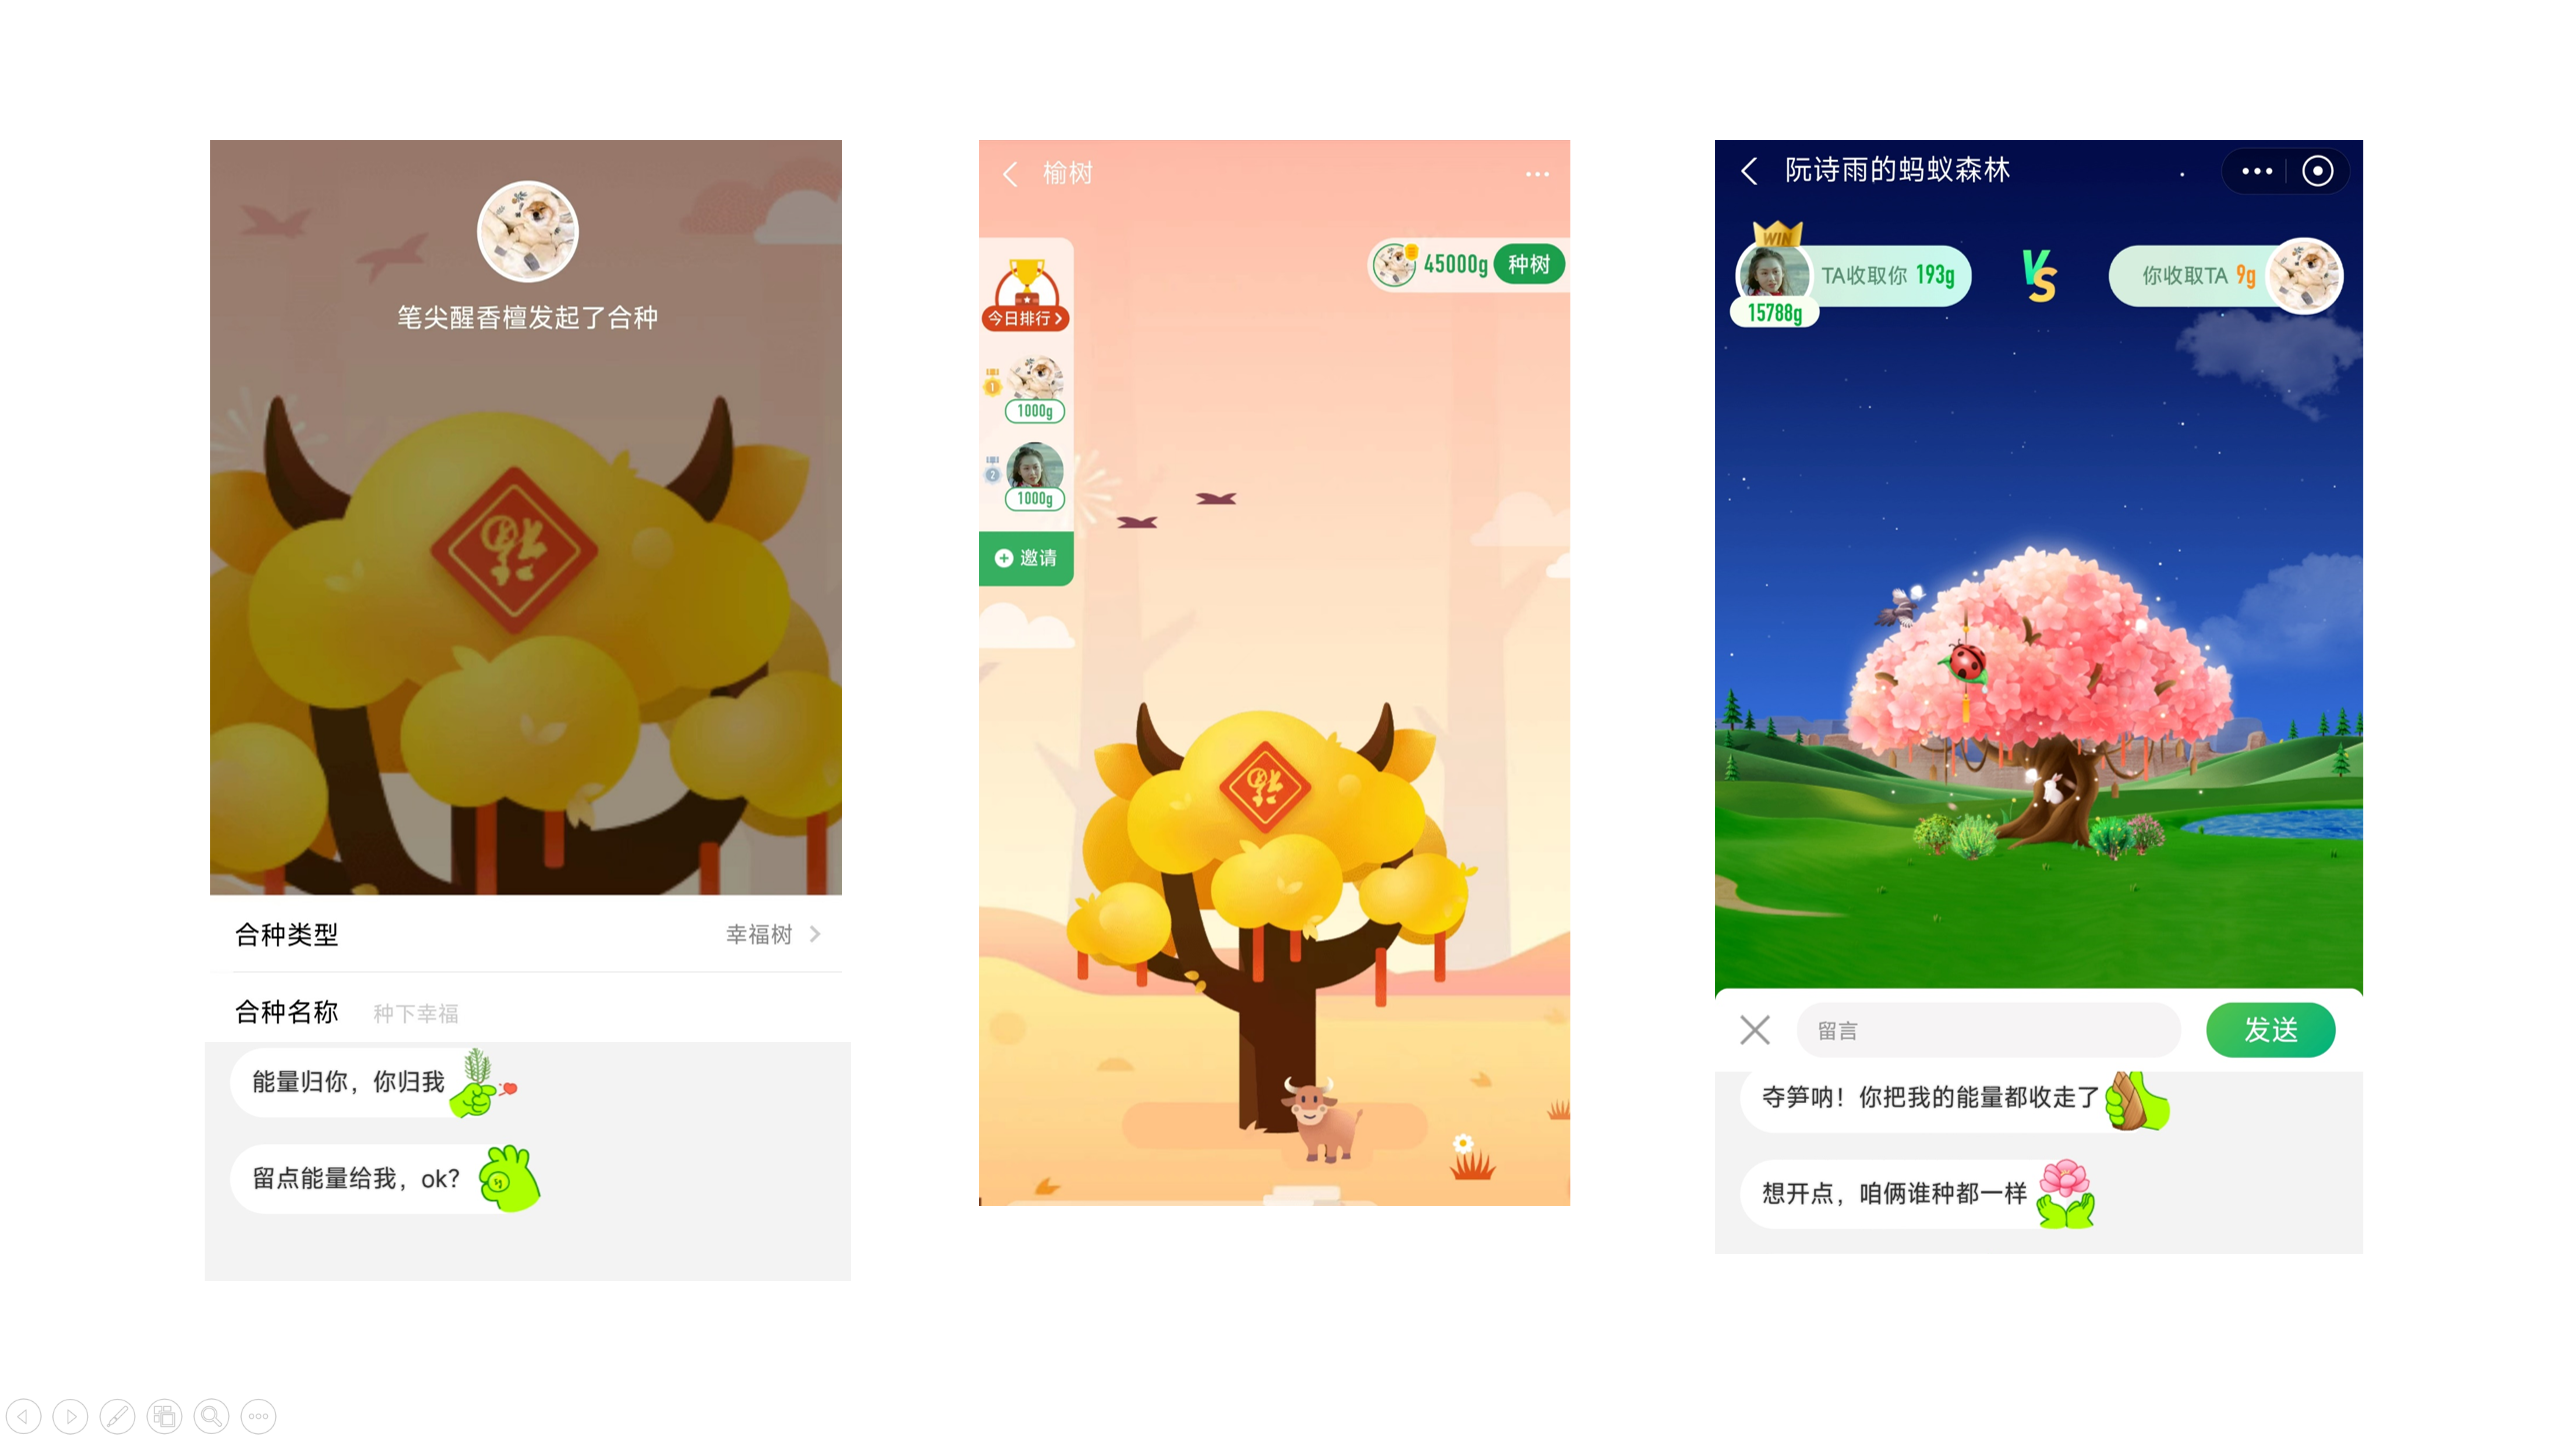 笔尖醒香檀发起了合种
福
合种类型
幸福树
合种名称
种下幸福
能量归你，你归我
留点能量给我，ok?
榆树
45000g
种树
今日排行
1
1000g
2
1000g
邀请
福
阮诗雨的蚂蚁森林
WIN
TA收取你 193g
VS
你收取TA 9g
15788g
留言
发送
夺笋呐！你把我的能量都收走了
想开点，咱俩谁种都一样